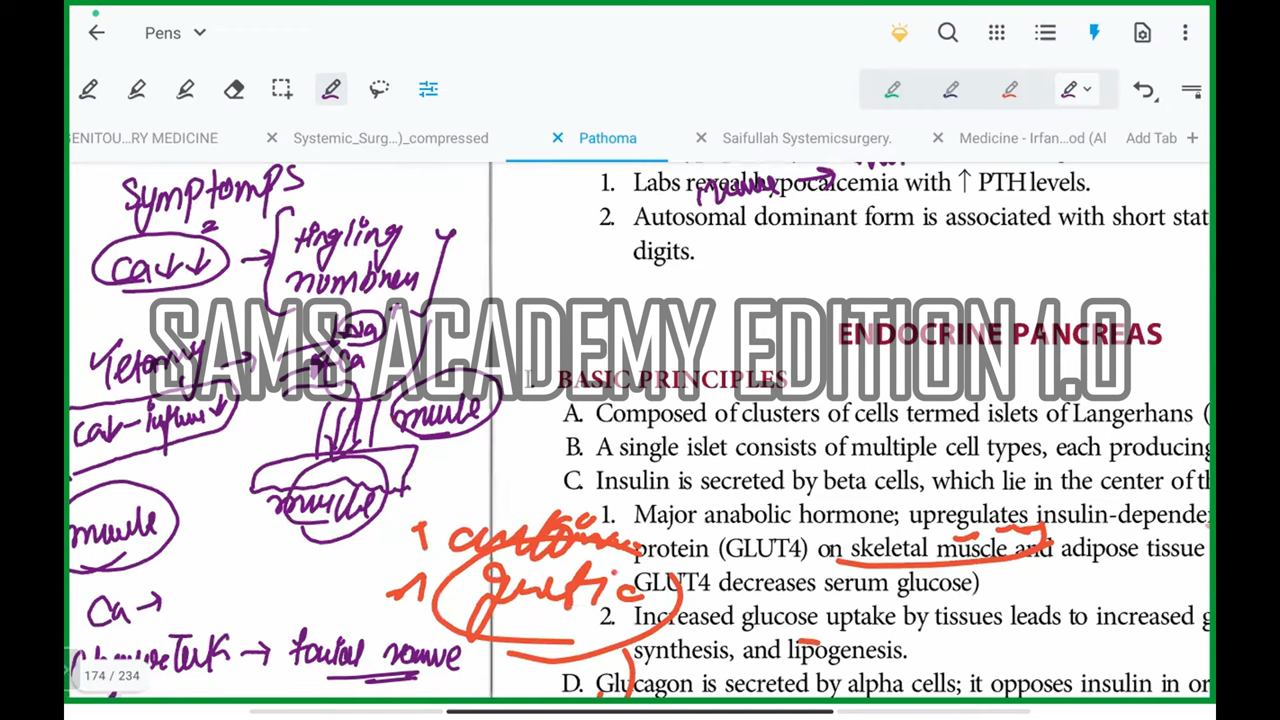 Pens
GENITOU...RY MEDICINE
Systemic_Surg...)_compressed
Pathoma
Saifullah Systemicsurgery.
Medicine - Irfan...od (Al
Add Tab
symptomps
ca↓↓ → tingling
numbness
Na
muscle
muscle
muscle
Ca →
→ facial nerve
genetic
1. Labs reveal hypocalcemia with ↑ PTH levels.
2. Autosomal dominant form is associated with short stat
digits.
SAMS ACADEMY EDITION 1.0
ENDOCRINE PANCREAS
I. BASIC PRINCIPLES
A. Composed of clusters of cells termed islets of Langerhans (
B. A single islet consists of multiple cell types, each producing
C. Insulin is secreted by beta cells, which lie in the center of th
1. Major anabolic hormone; upregulates insulin-depende
protein (GLUT4) on skeletal muscle and adipose tissue
GLUT4 decreases serum glucose)
2. Increased glucose uptake by tissues leads to increased g
synthesis, and lipogenesis.
D. Glucagon is secreted by alpha cells; it opposes insulin in or
174 / 234